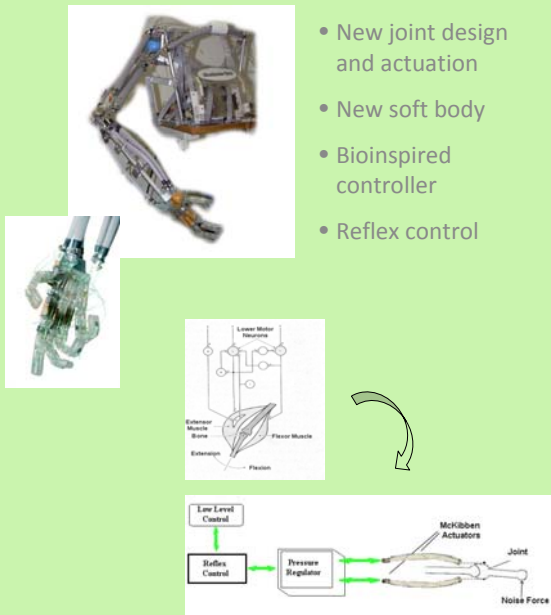 • New joint design
and actuation
• New soft body
• Bioinspired
controller
• Reflex control
Lower Motor
Neurons
Extensor
Muscle
Bone
Flexor Muscle
Extension
Flexion
Low Level
Control
Reflex
Control
Pressure
Regulator
McKibben
Actuators
Joint
Noise Force